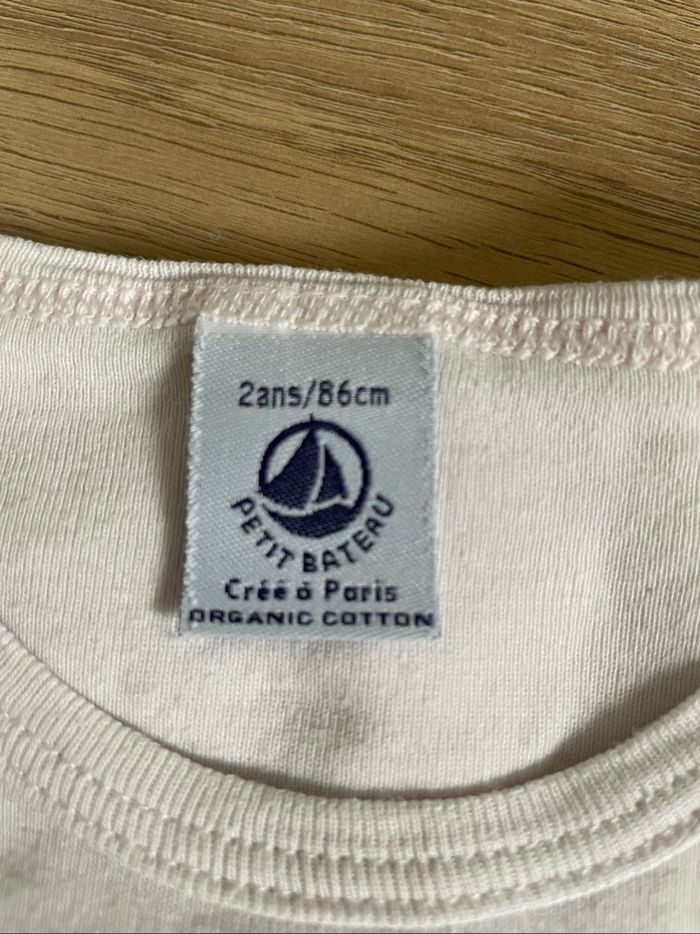 2ans/86cm
PETIT BATEAU
Créé à Paris
ORGANIC COTTON